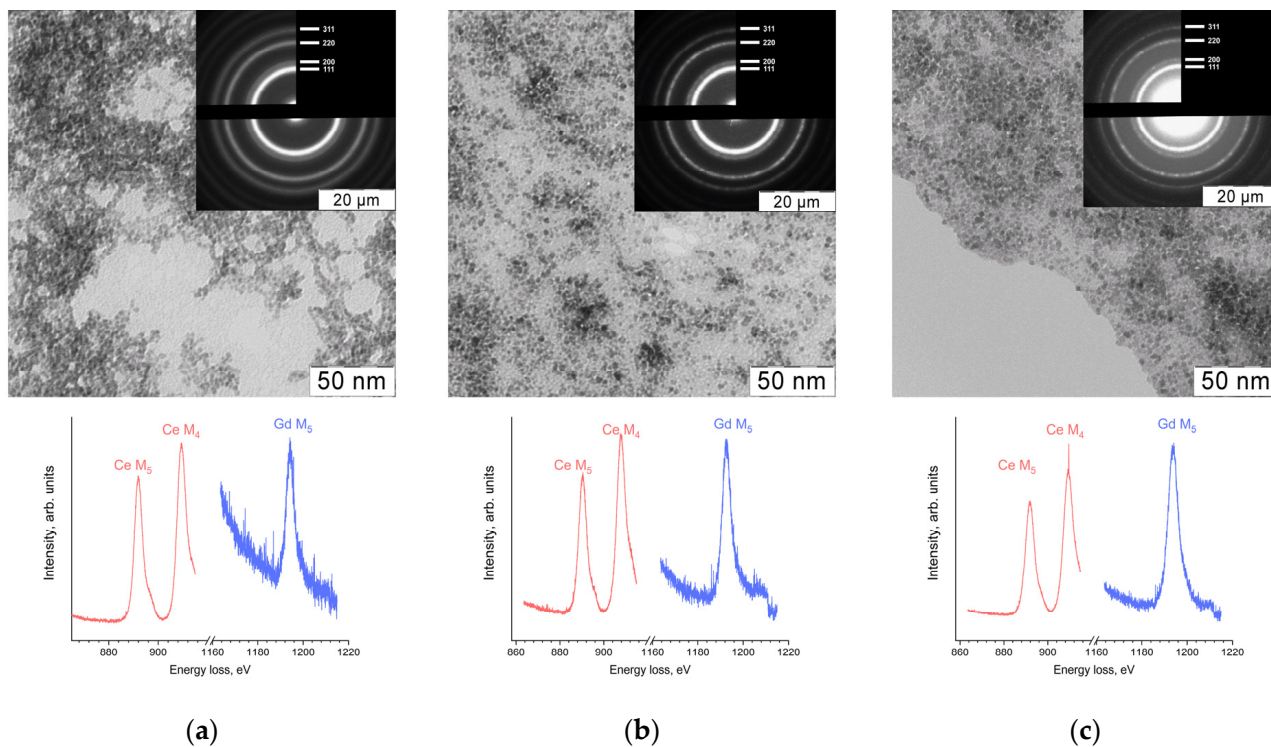 311
220
200
111
20 µm
50 nm
311
220
200
111
20 µm
50 nm
311
220
200
111
20 µm
50 nm
Intensity, arb. units
Ce M5
Ce M4
Gd M5
880 900 1160 1180 1200 1220
Energy loss, eV
Intensity, arb. units
Ce M5
Ce M4
Gd M5
860 880 900 1160 1180 1200 1220
Energy loss, eV
Intensity, arb. units
Ce M5
Ce M4
Gd M5
860 880 900 1160 1180 1200 1220
Energy loss, eV
(a) (b) (c)